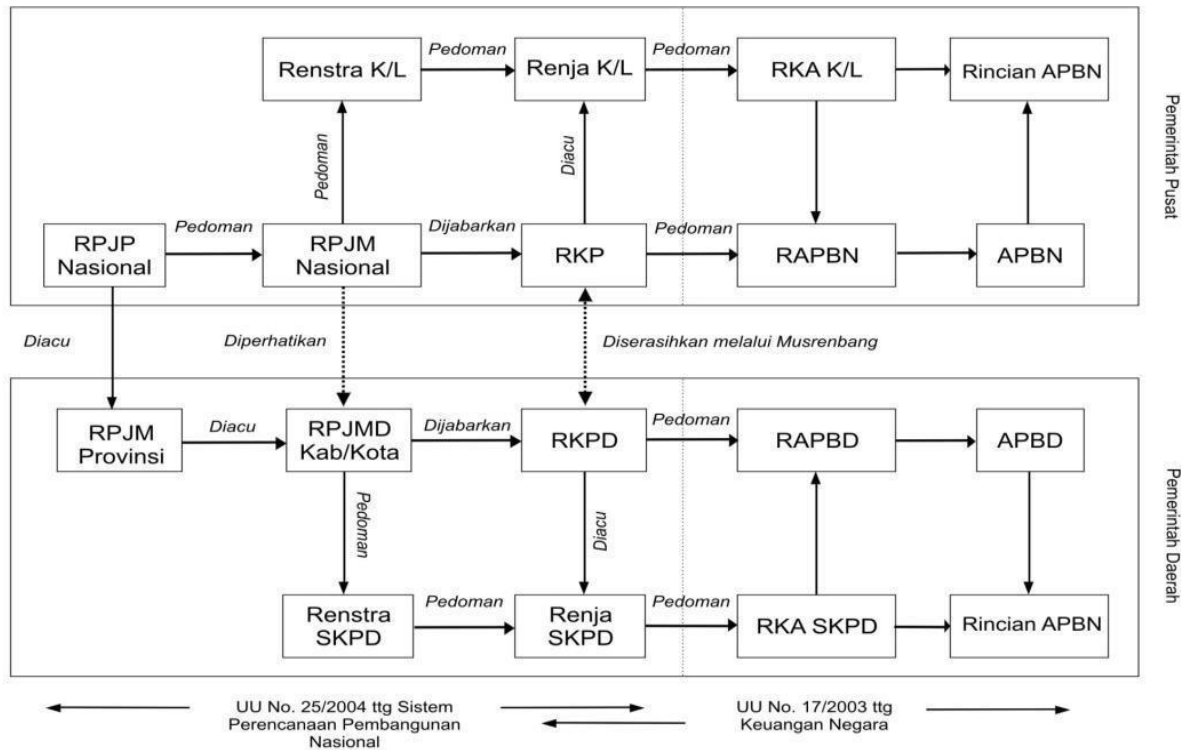 Pedoman
Pedoman
Renstra K/L
Renja K/L
RKA K/L
Rincian APBN
Pedoman
Diacu
Pemerintah Pusat
Pedoman
Dijabarkan
Pedoman
RPJP
Nasional
RPJM
Nasional
RKP
RAPBN
APBN
Diacu
Diperhatikan
Diserasihkan melalui Musrenbang
RPJM
Provinsi
Diacu
RPJMD
Kab/Kota
Dijabarkan
RKPD
Pedoman
RAPBD
APBD
Pedoman
Diacu
Pemerintah Daerah
Renstra
SKPD
Pedoman
Renja
SKPD
Pedoman
RKA SKPD
Rincian APBN
UU No. 25/2004 ttg Sistem
Perencanaan Pembangunan
Nasional
UU No. 17/2003 ttg
Keuangan Negara